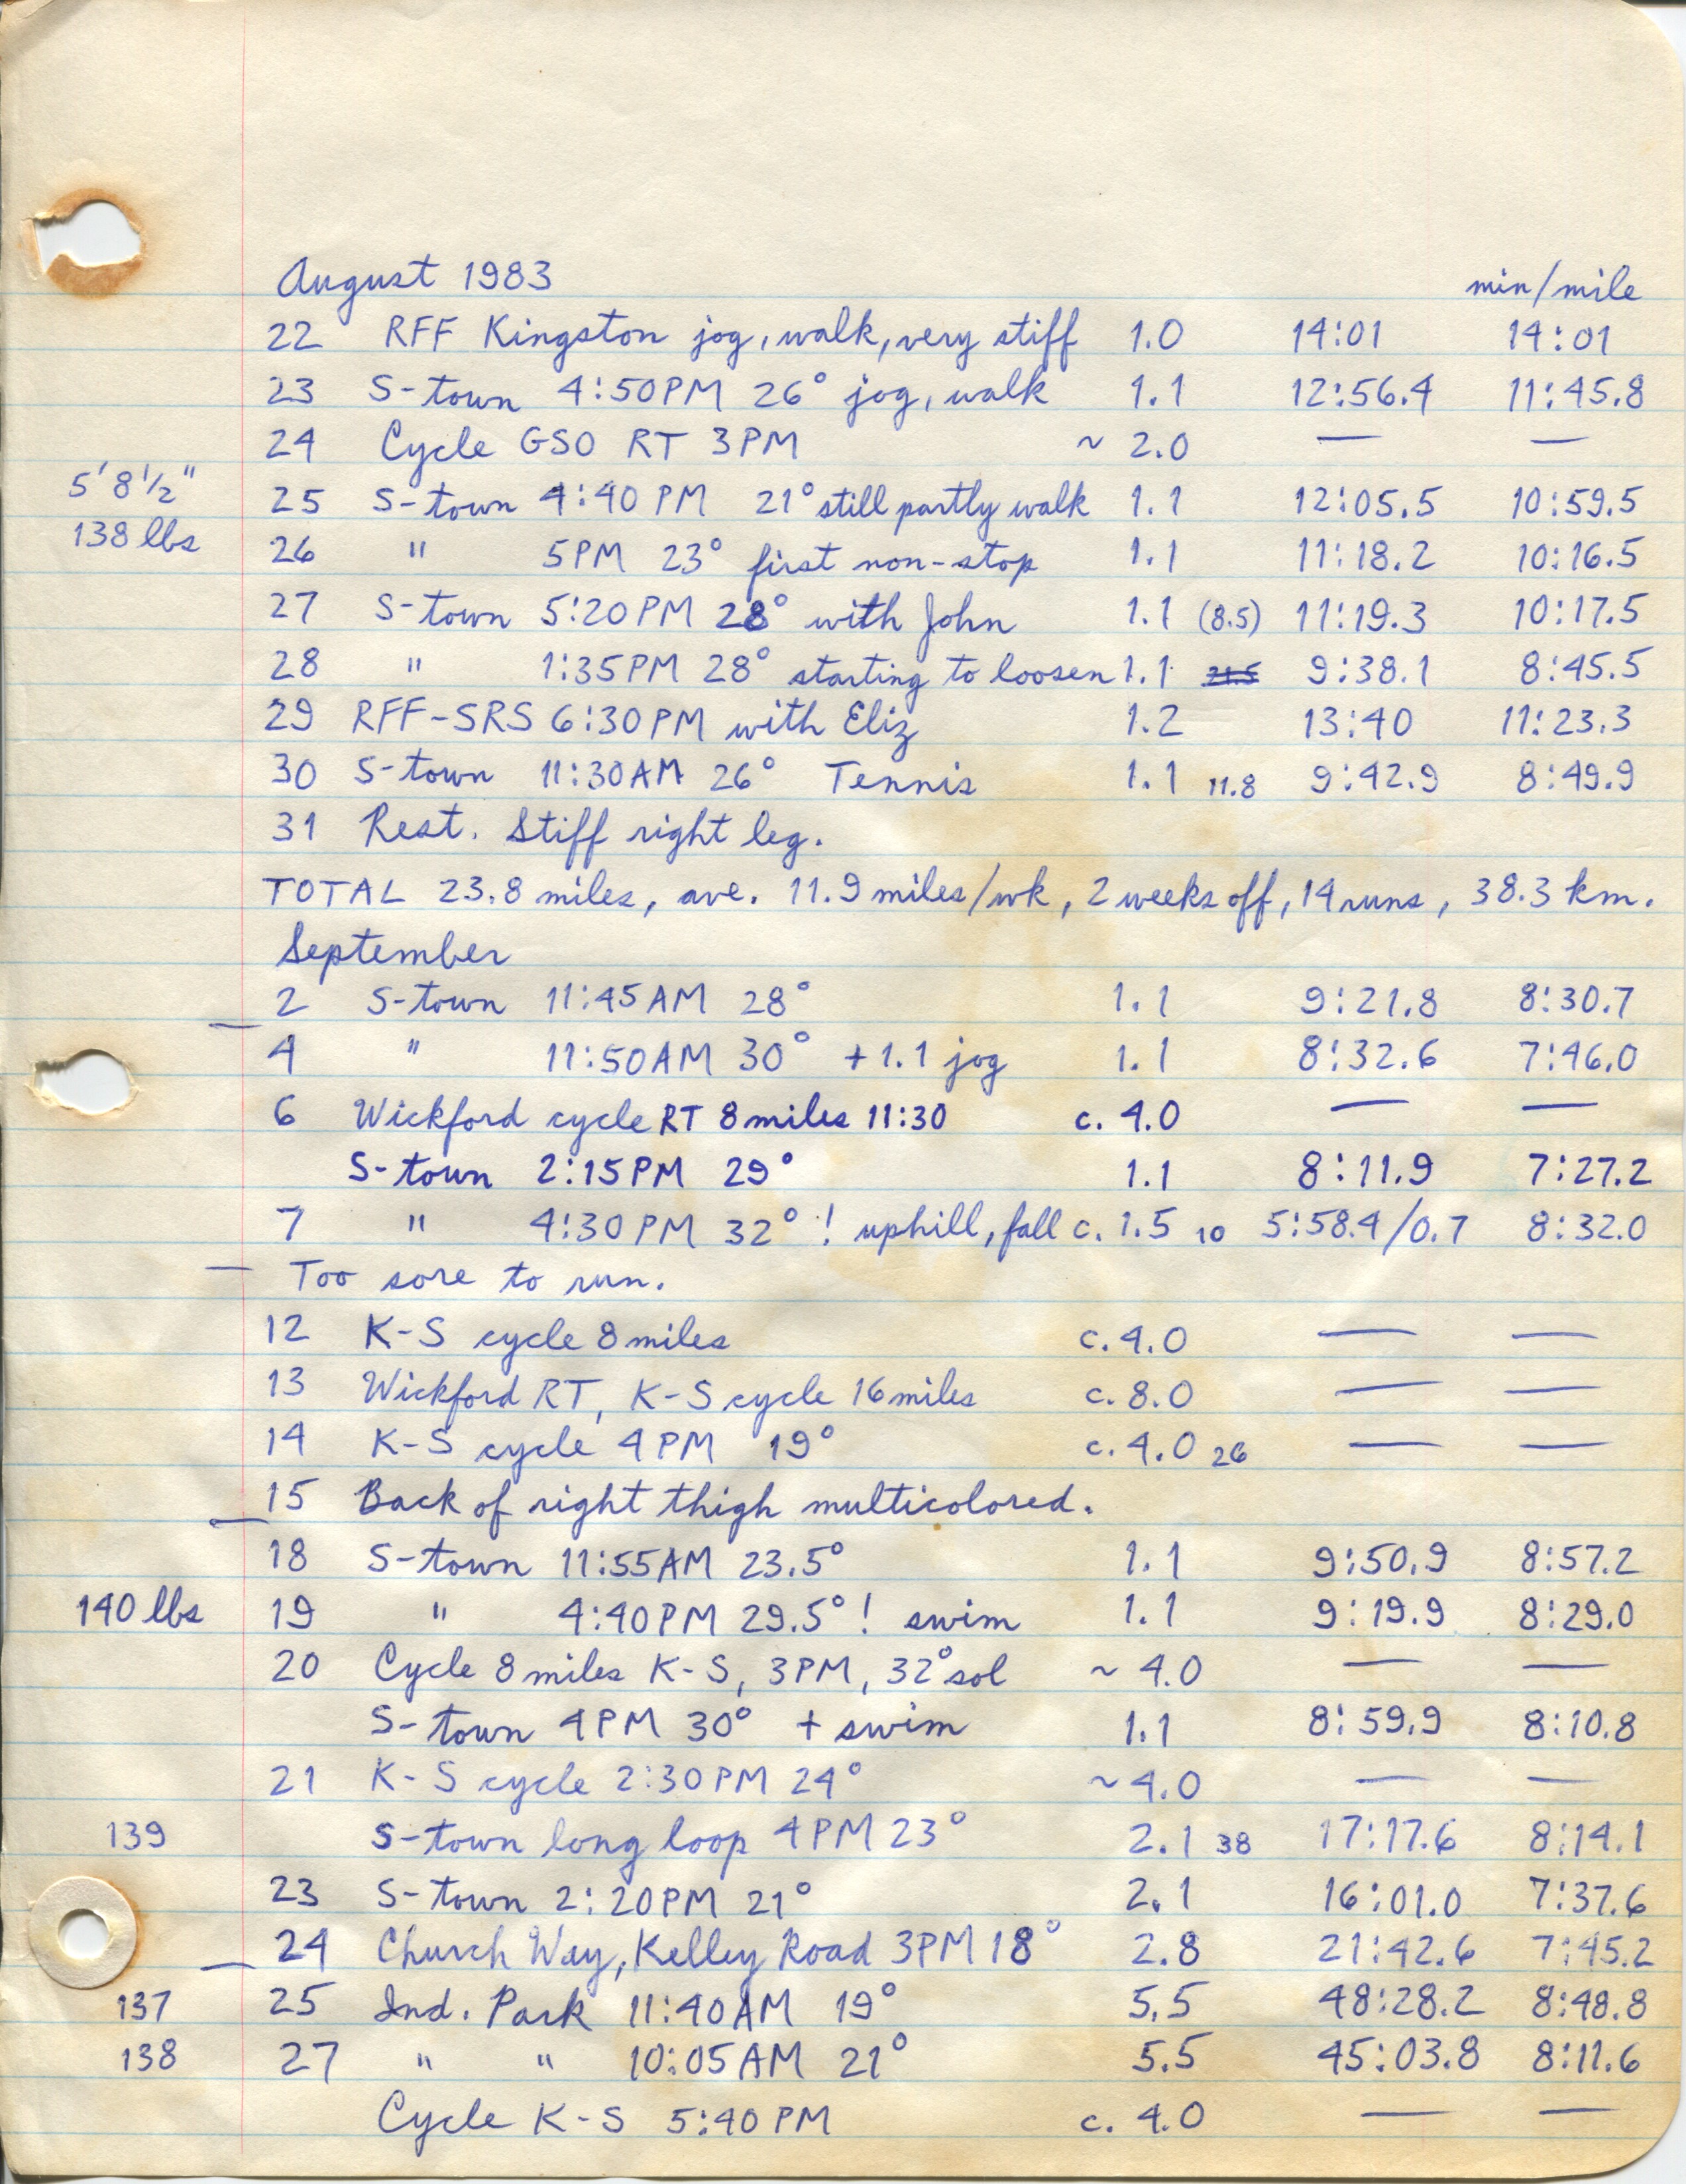 August 1983 min/mile
22 RFF Kingston jog, walk, very stiff 1.0 14:01 14:01
23 S-town 4:50PM 26° jog, walk 1.1 12:56.4 11:45.8
24 Cycle GSO RT 3PM ~ 2.0 — —
5'8½"
25 S-town 4:40 PM 21° still partly walk 1.1 12:05.5 10:59.5
138 lbs
26 " 5PM 23° first non-stop 1.1 11:18.2 10:16.5
27 S-town 5:20PM 28° with John 1.1 (8.5) 11:19.3 10:17.5
28 " 1:35PM 28° starting to loosen 1.1 9:38.1 8:45.5
29 RFF-SRS 6:30PM with Eliz 1.2 13:40 11:23.3
30 S-town 11:30AM 26° Tennis 1.1 11.8 9:42.9 8:49.9
31 Rest. Stiff right leg.
TOTAL 23.8 miles, ave. 11.9 miles/wk, 2 weeks off, 14 runs, 38.3 km.
September
2 S-town 11:45AM 28° 1.1 9:21.8 8:30.7
4 " 11:50AM 30° +1.1 jog 1.1 8:32.6 7:46.0
6 Wickford cycle RT 8 miles 11:30 c. 4.0 — —
S-town 2:15PM 29° 1.1 8:11.9 7:27.2
7 " 4:30PM 32°! uphill, fall c. 1.5 10 5:58.4/0.7 8:32.0
— Too sore to run.
12 K-S cycle 8 miles c. 4.0 — —
13 Wickford RT, K-S cycle 16 miles c. 8.0 — —
14 K-S cycle 4PM 19° c. 4.0 26 — —
15 Back of right thigh multicolored.
18 S-town 11:55AM 23.5° 1.1 9:50.9 8:57.2
140 lbs 19 " 4:40PM 29.5°! swim 1.1 9:19.9 8:29.0
20 Cycle 8 miles K-S, 3PM, 32° sol ~ 4.0 — —
S-town 4PM 30° + swim 1.1 8:59.9 8:10.8
21 K-S cycle 2:30PM 24° ~4.0 — —
139 S-town long loop 4PM 23° 2.1 38 17:17.6 8:14.1
23 S-town 2:20PM 21° 2.1 16:01.0 7:37.6
24 Church Way, Kelley Road 3PM 18° 2.8 21:42.6 7:45.2
137 25 Ind. Park 11:40AM 19° 5.5 48:28.2 8:48.8
138 27 " " 10:05AM 21° 5.5 45:03.8 8:11.6
Cycle K-S 5:40 PM c. 4.0 — —